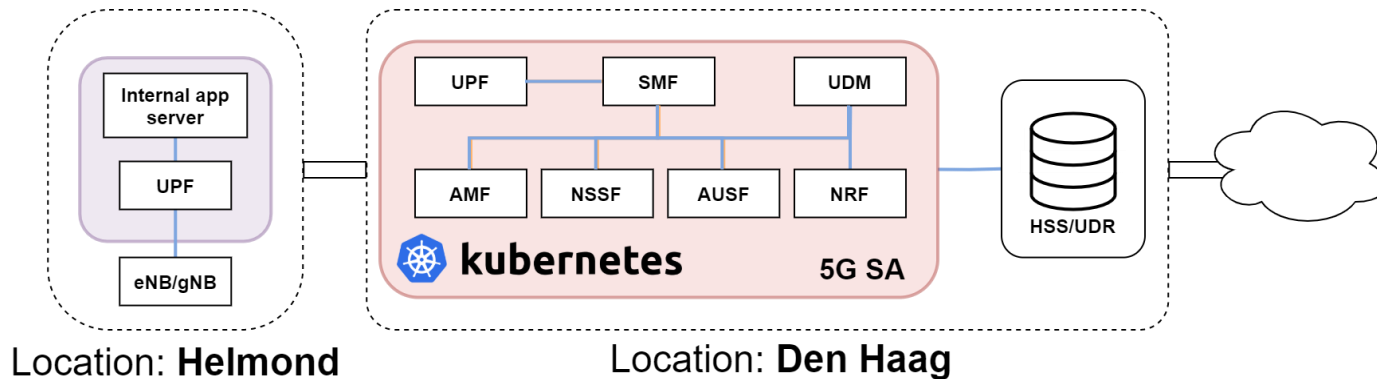 Internal app
server
UPF
eNB/gNB
Location: Helmond
UPF
SMF
UDM
AMF
NSSF
AUSF
NRF
kubernetes
5G SA
HSS/UDR
Location: Den Haag